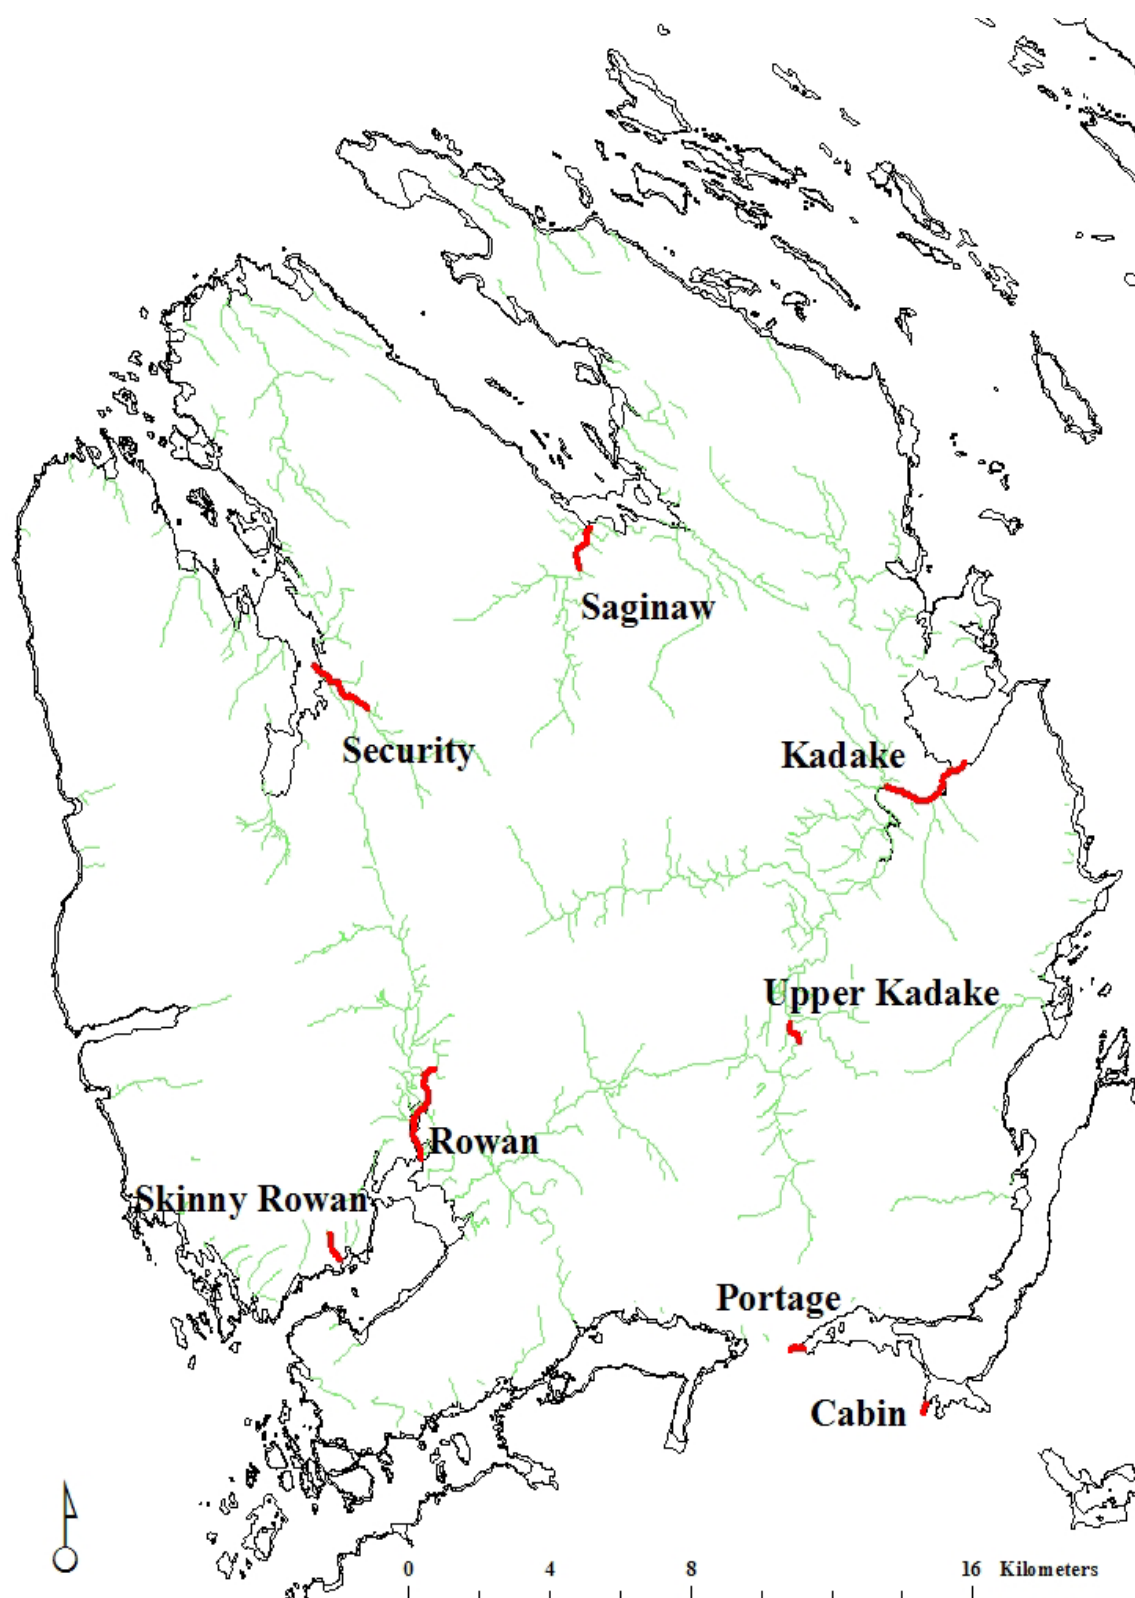 Saginaw
Security
Kadake
Upper Kadake
Rowan
Skinny Rowan
Portage
Cabin
0 4 8 16 Kilometers